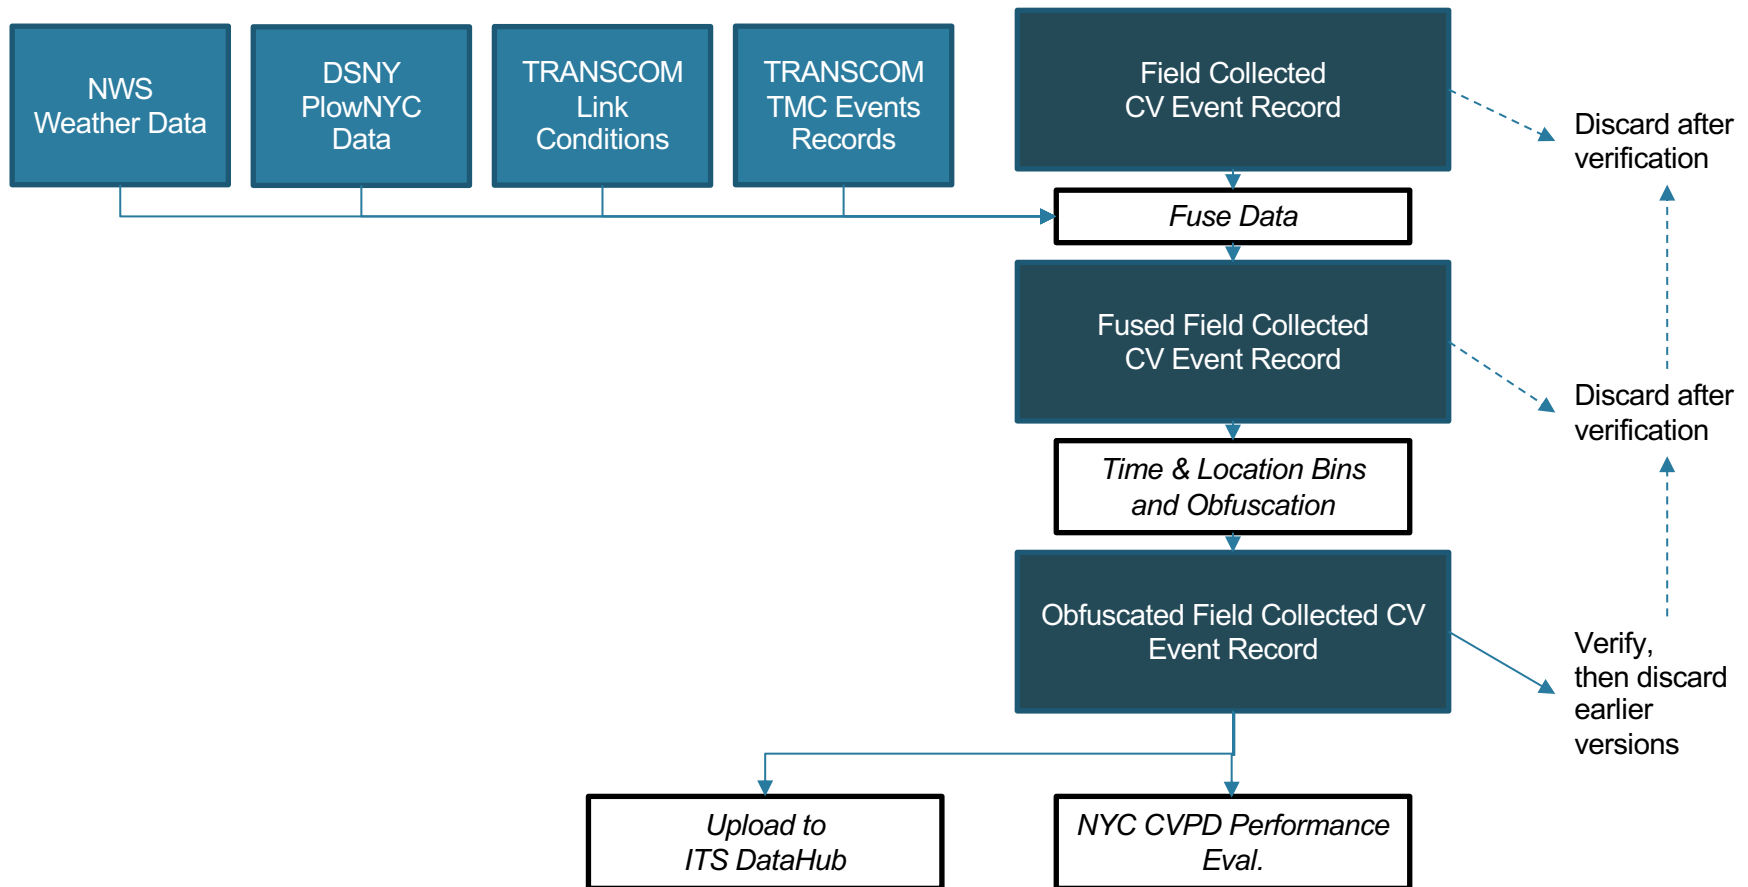 NWS
Weather Data
DSNY
PlowNYC
Data
TRANSCOM
Link
Conditions
TRANSCOM
TMC Events
Records
Field Collected
CV Event Record
Discard after
verification
Fuse Data
Fused Field Collected
CV Event Record
Discard after
verification
Time & Location Bins
and Obfuscation
Obfuscated Field Collected CV
Event Record
Verify,
then discard
earlier
versions
Upload to
ITS DataHub
NYC CVPD Performance
Eval.